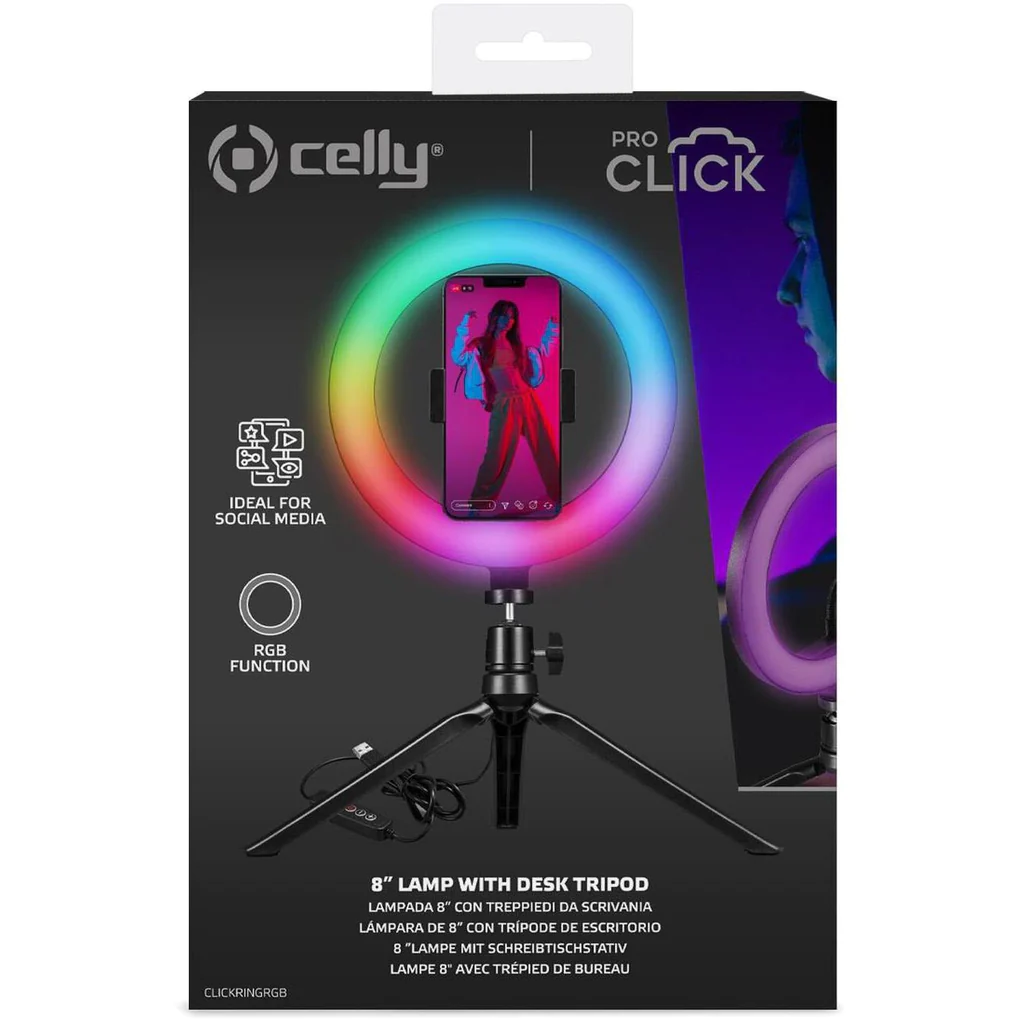 celly®
PRO
CLICK
IDEAL FOR
SOCIAL MEDIA
RGB
FUNCTION
Comment
8” LAMP WITH DESK TRIPOD
LAMPADA 8” CON TREPPIEDI DA SCRIVANIA
LÁMPARA DE 8” CON TRÍPODE DE ESCRITORIO
8 ”LAMPE MIT SCHREIBTISCHSTATIV
LAMPE 8" AVEC TRÉPIED DE BUREAU
CLICKRINGRGB